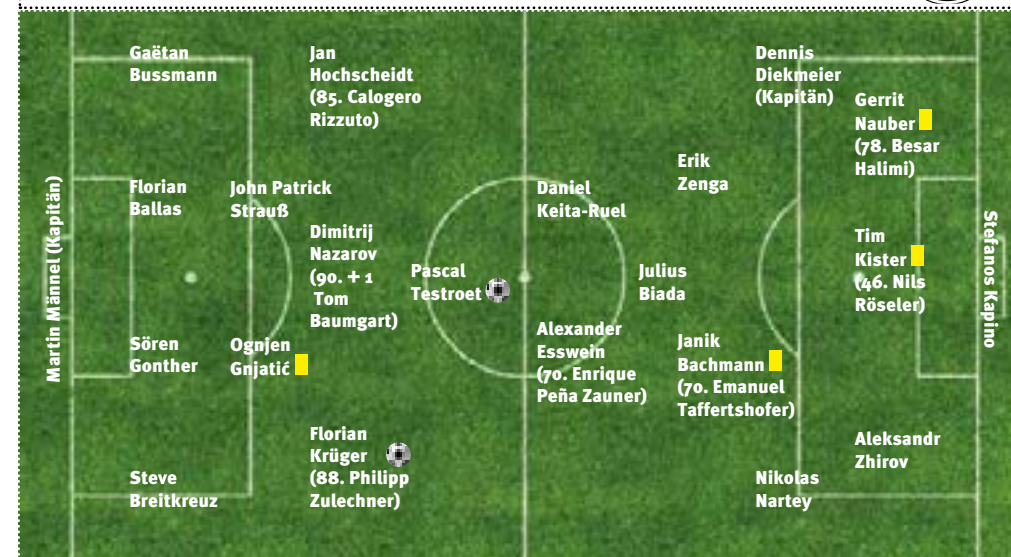 Martin Männel (Kapitän)
Gaëtan
Bussmann
Florian
Ballas
Sören
Gonther
Steve
Breitkreuz
John Patrick
Strauß
Ognjen
Gnjatić
Jan
Hochscheidt
(85. Calogero
Rizzuto)
Dimitrij
Nazarov
(90. + 1
Tom
Baumgart)
Florian
Krüger
(88. Philipp
Zulechner)
Pascal
Testroet
Daniel
Keita-Ruel
Alexander
Esswein
(70. Enrique
Peña Zauner)
Julius
Biada
Erik
Zenga
Janik
Bachmann
(70. Emanuel
Taffertshofer)
Dennis
Diekmeier
(Kapitän)
Nikolas
Nartey
Gerrit
Nauber
(78. Besar
Halimi)
Tim
Kister
(46. Nils
Röseler)
Aleksandr
Zhirov
Stefanos Kapino